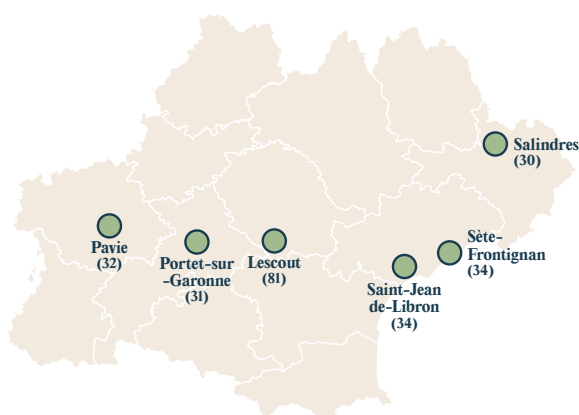 Salindres
(30)
Sète-
Frontignan
(34)
Pavie
(32)
Portet-sur
-Garonne
(31)
Lescout
(81)
Saint-Jean
de-Libron
(34)